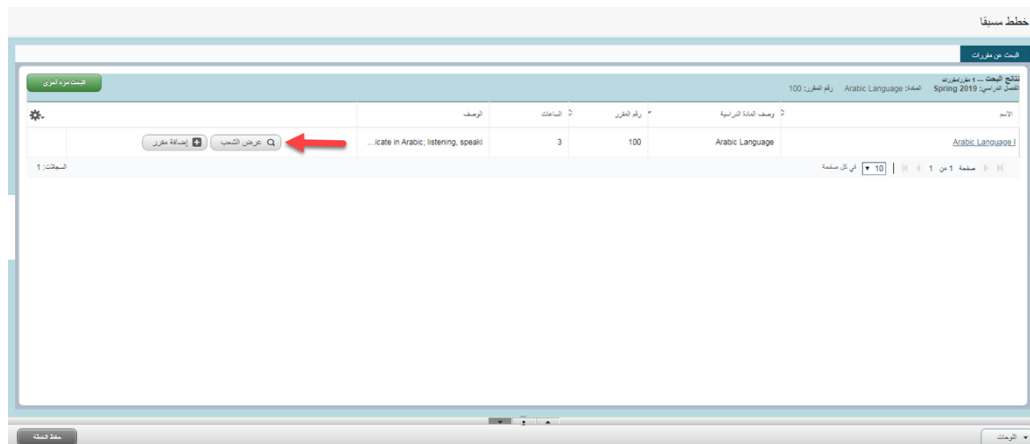 خطط مسبقا
البحث عن مقررات
نتائج البحث — 1 مقرر/مقررات
البحث مرة أخرى
الفصل الدراسي: Spring 2019 المادة: Arabic Language رقم المقرر: 100
الاسم وصف المادة الدراسية رقم المقرر الساعات الوصف
Arabic Language I Arabic Language 100 3 ...icate in Arabic; listening, speaki عرض الشعب إضافة مقرر
صفحة 1 من 1 10 في كل صفحة السجلات: 1
اللوحات حفظ الخطة